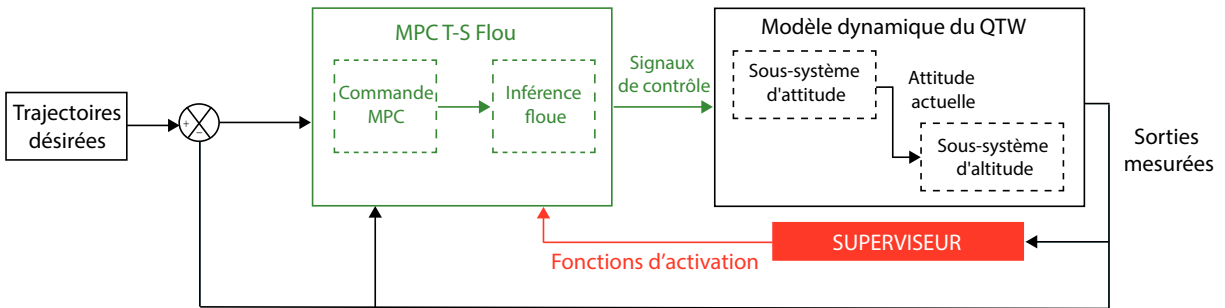 Trajectoires
désirées
+
−
MPC T-S Flou
Commande
MPC
Inférence
floue
Signaux
de contrôle
Modèle dynamique du QTW
Sous-système
d'attitude
Attitude
actuelle
Sous-système
d'altitude
Sorties
mesurées
SUPERVISEUR
Fonctions d’activation